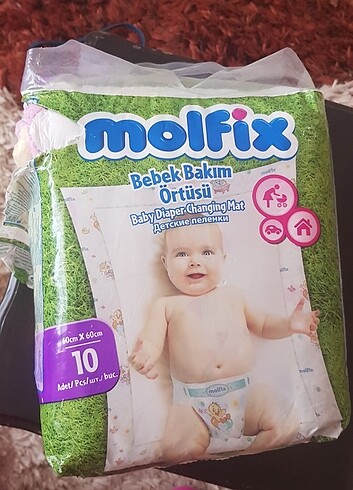 molfix
Bebek Bakım
Örtüsü
Baby Diaper Changing Mat
Детские пеленки
60cm X 60cm
10
Adet/ Pcs/ шт./ buc.
molfix